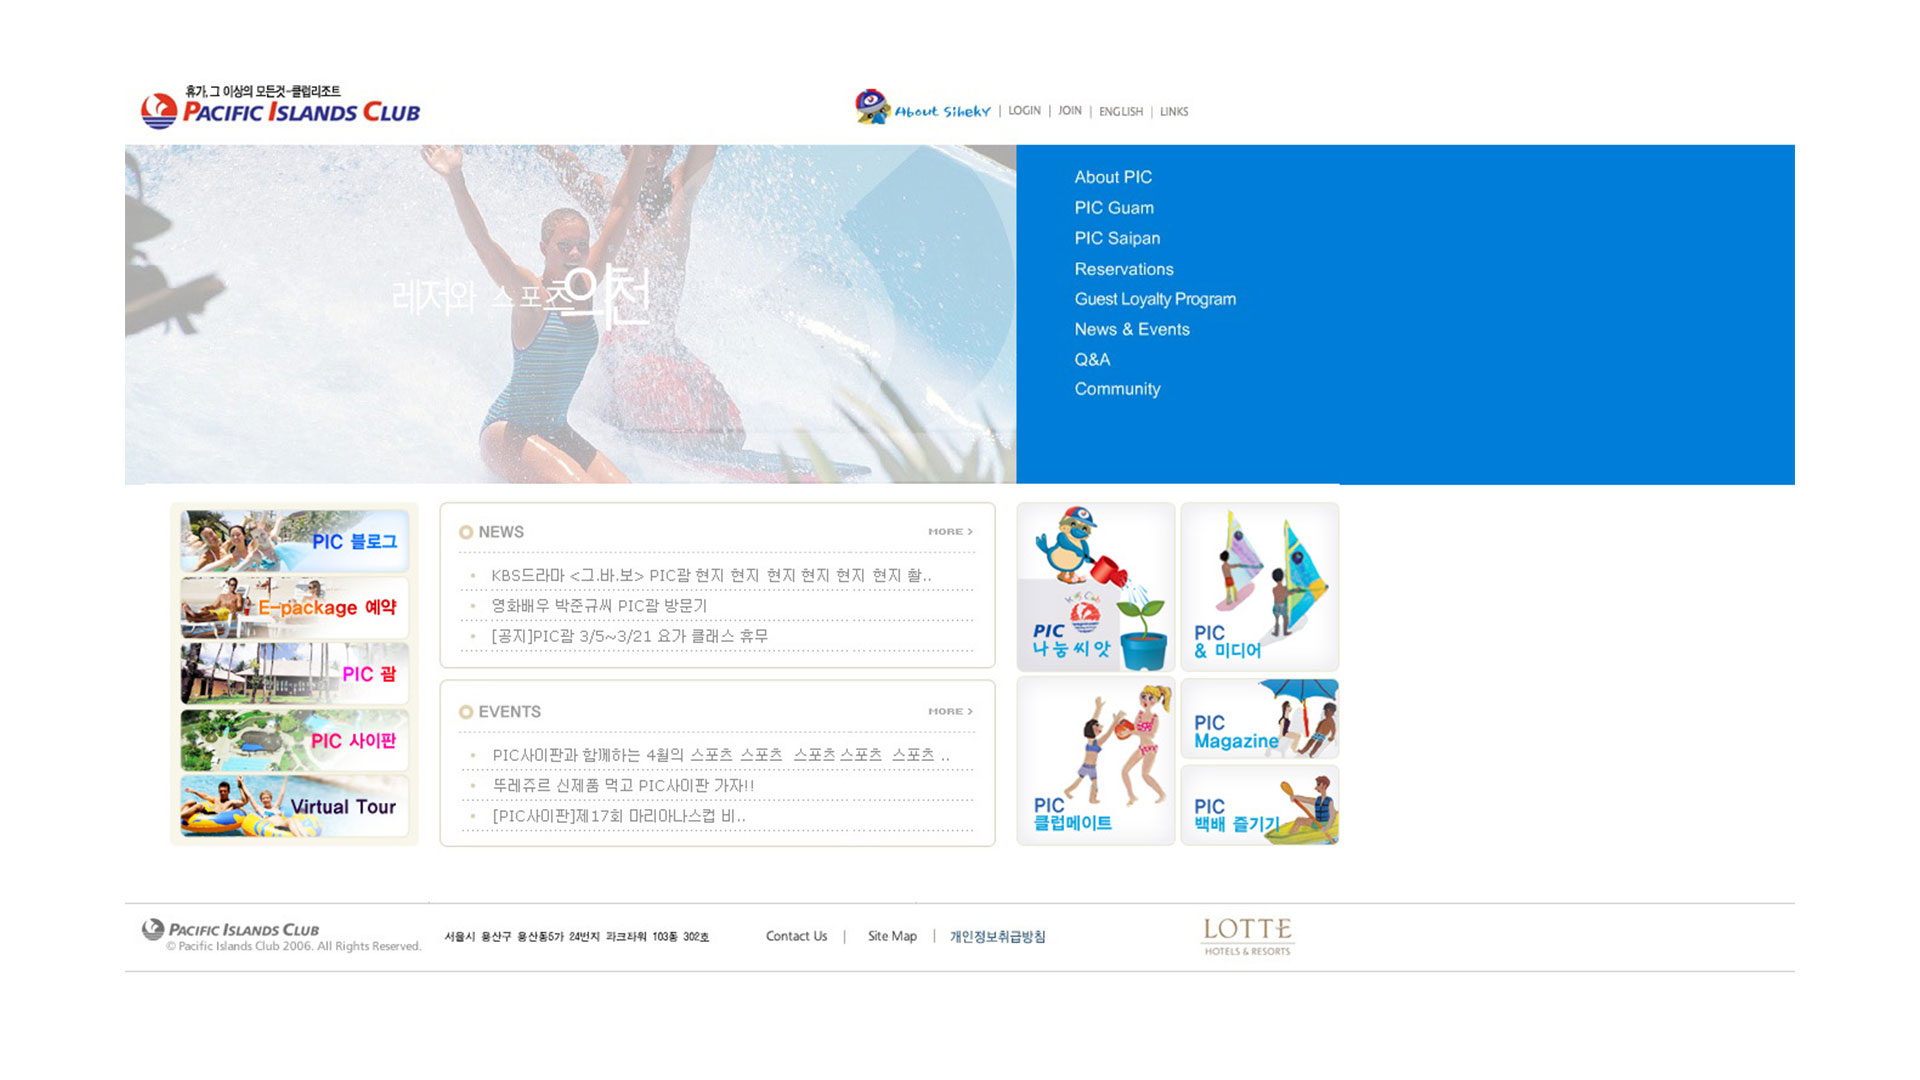 휴가, 그 이상의 모든것-클럽리조트
PACIFIC ISLANDS CLUB
About Siheky | LOGIN | JOIN | ENGLISH | LINKS
레저와 스포츠의천
About PIC
PIC Guam
PIC Saipan
Reservations
Guest Loyalty Program
News & Events
Q&A
Community
PIC 블로그
E-package 예약
PIC 괌
PIC 사이판
Virtual Tour
NEWS
MORE >
KBS드라마 <그.바.보> PIC괌 현지 현지 현지 현지 현지 현지 촬..
영화배우 박준규씨 PIC괌 방문기
[공지]PIC괌 3/5~3/21 요가 클래스 휴무
EVENTS
MORE >
PIC사이판과 함께하는 4월의 스포츠 스포츠 스포츠 스포츠 스포츠 ..
뚜레쥬르 신제품 먹고 PIC사이판 가자!!
[PIC사이판]제17회 마리아나스컵 비..
Kids Club
PIC
나눔씨앗
PIC
& 미디어
PIC
클럽메이트
PIC
Magazine
PIC
백배 즐기기
PACIFIC ISLANDS CLUB
© Pacific Islands Club 2006. All Rights Reserved.
서울시 용산구 용산동5가 24번지 파크타워 103동 302호
Contact Us | Site Map | 개인정보취급방침
LOTTE
HOTELS & RESORTS